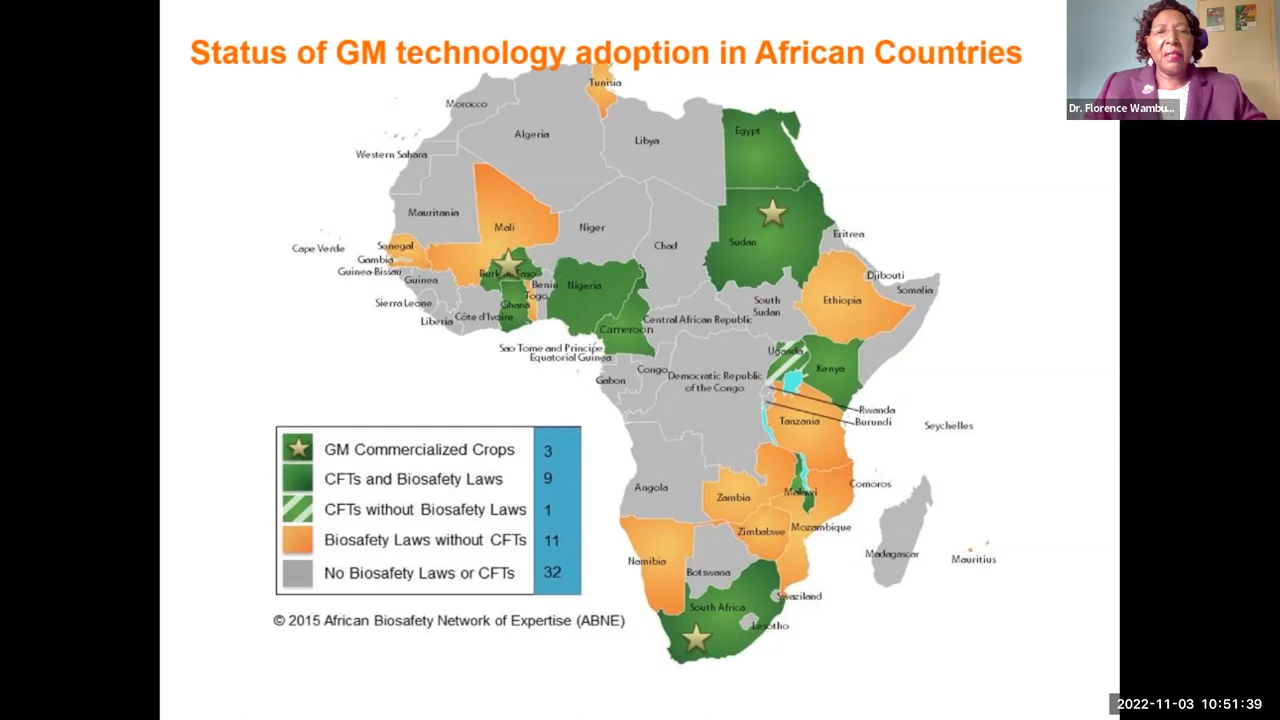 Status of GM technology adoption in African Countries
Dr. Florence Wambu...
Tunisia
Morocco
Algeria
Libya
Egypt
Western Sahara
Mauritania
Mali
Niger
Chad
Sudan
Eritrea
Cape Verde
Senegal
Gambia
Guinea-Bissau
Guinea
Burkina Faso
Benin
Togo
Ghana
Nigeria
Djibouti
Somalia
Ethiopia
South
Sudan
Sierra Leone
Liberia
Côte d'Ivoire
Central African Republic
Cameroon
Sao Tome and Principe
Equatorial Guinea
Gabon
Congo
Democratic Republic
of the Congo
Uganda
Kenya
Rwanda
Burundi
Tanzania
Seychelles
Angola
Zambia
Malawi
Comoros
Mozambique
Zimbabwe
Madagascar
Mauritius
Namibia
Botswana
Swaziland
South Africa
Lesotho
GM Commercialized Crops 3
CFTs and Biosafety Laws 9
CFTs without Biosafety Laws 1
Biosafety Laws without CFTs 11
No Biosafety Laws or CFTs 32
© 2015 African Biosafety Network of Expertise (ABNE)
2022-11-03 10:51:39